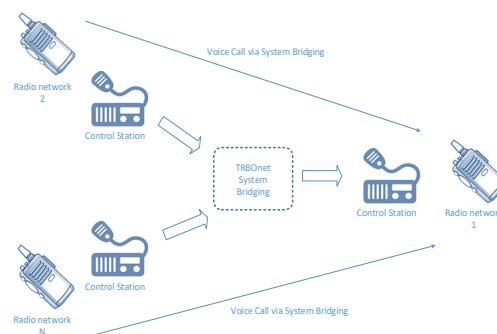 Voice Call via System Bridging
Radio network
2
Control Station
TRBOnet
System
Bridging
Control Station
Radio network
1
Control Station
Voice Call via System Bridging
Radio network
N